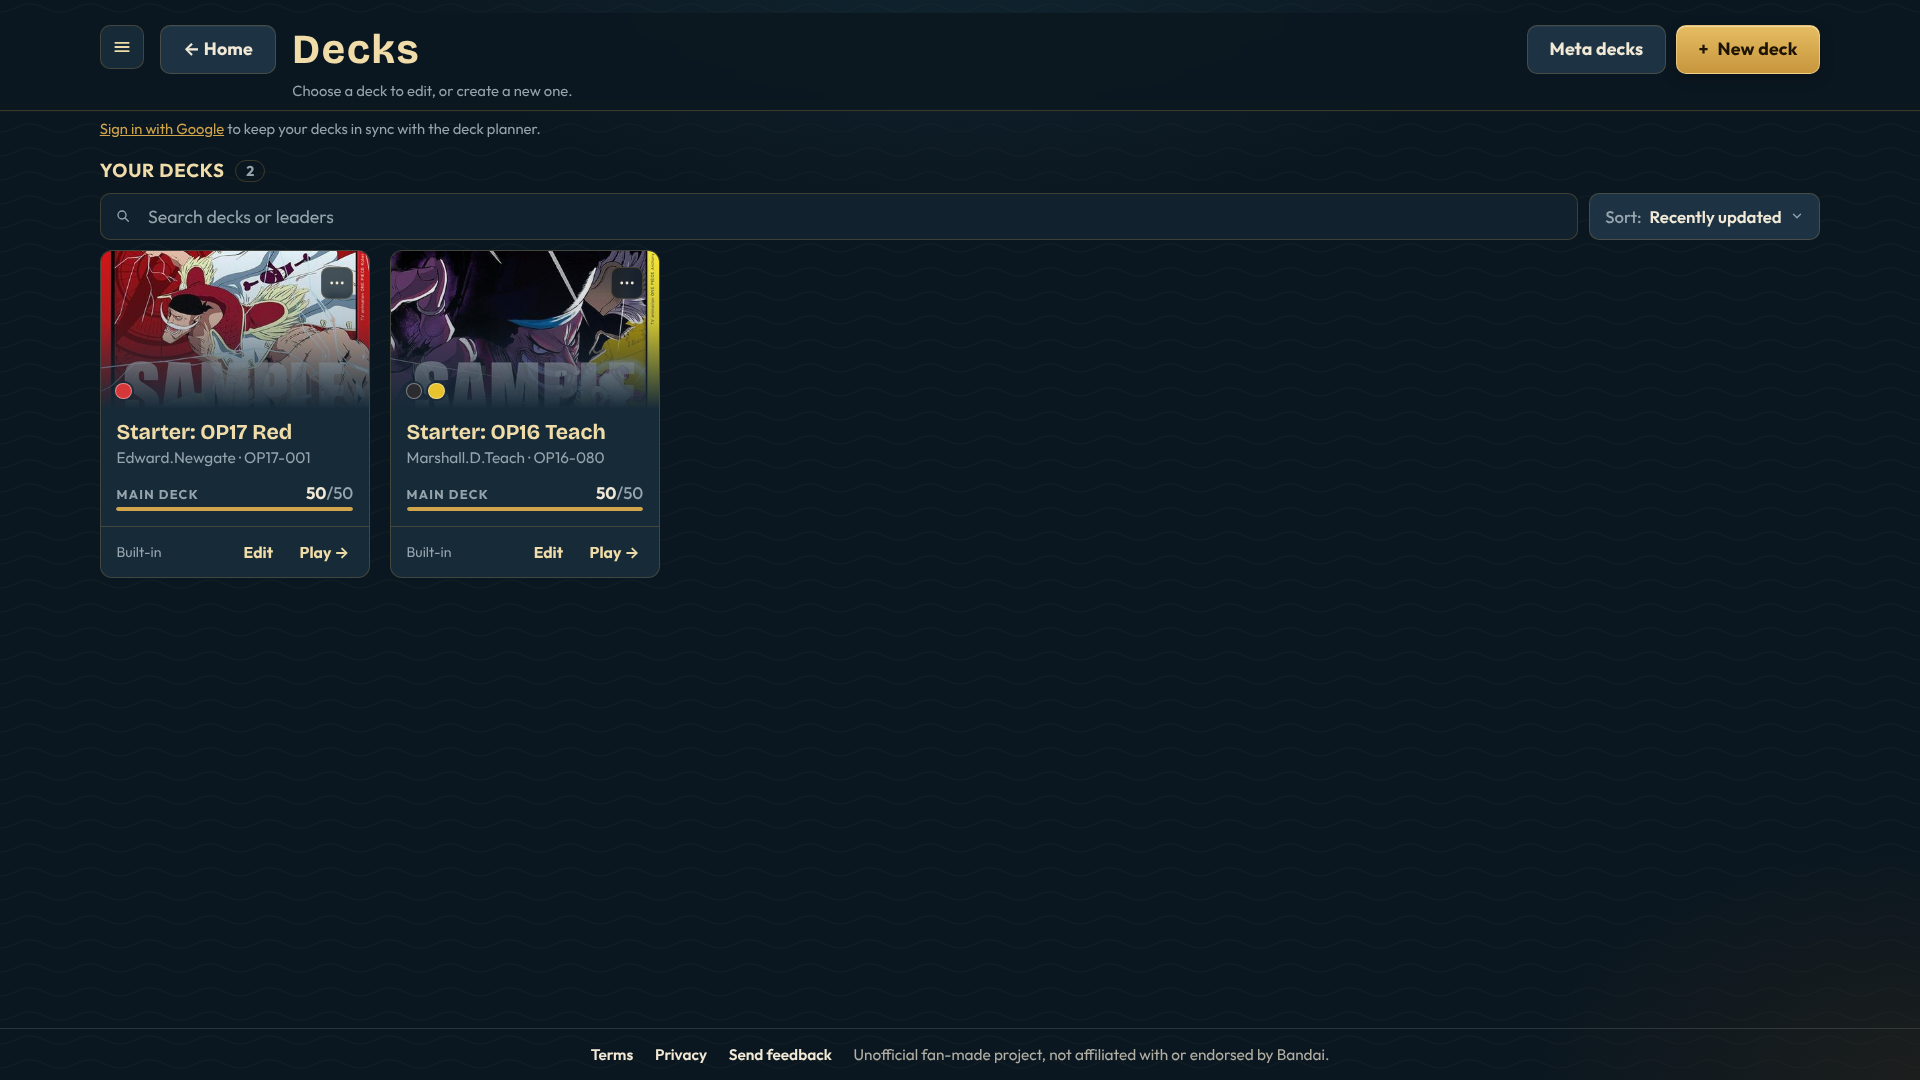 ← Home
Decks
Choose a deck to edit, or create a new one.
Meta decks
+ New deck
Sign in with Google to keep your decks in sync with the deck planner.
YOUR DECKS 2
Search decks or leaders
Sort: Recently updated
SAMPLE
Starter: OP17 Red
Edward.Newgate · OP17-001
MAIN DECK 50/50
Built-in Edit Play →
SAMPLE
Starter: OP16 Teach
Marshall.D.Teach · OP16-080
MAIN DECK 50/50
Built-in Edit Play →
Terms Privacy Send feedback Unofficial fan-made project, not affiliated with or endorsed by Bandai.